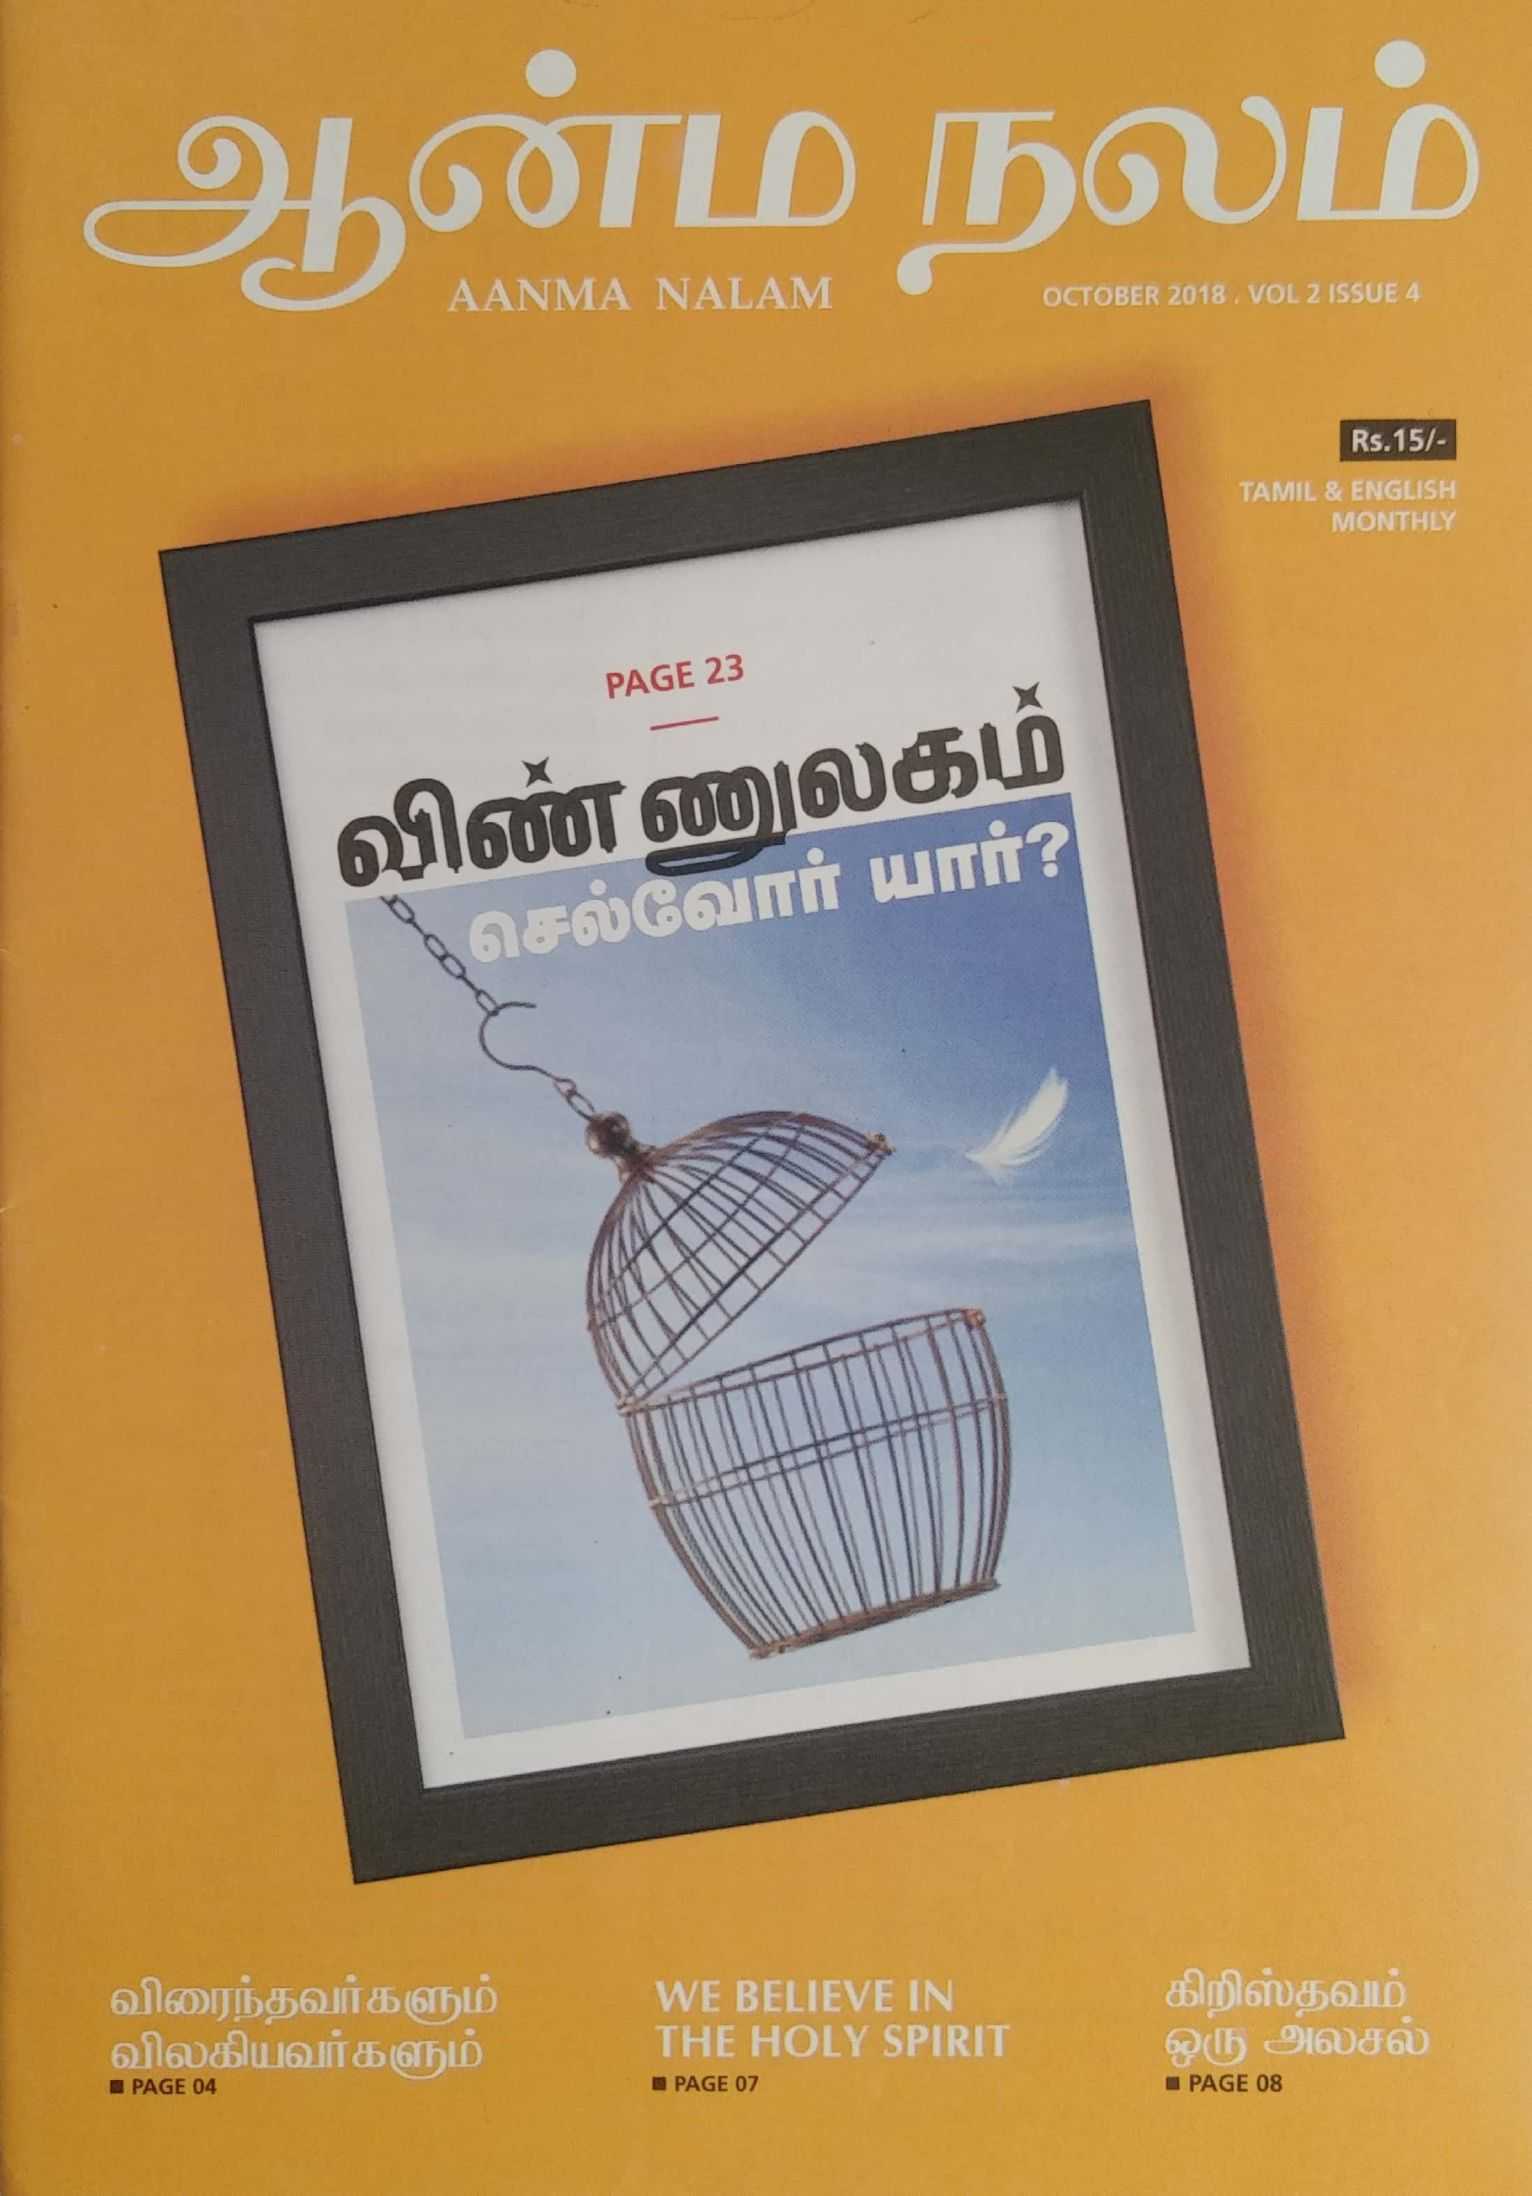 ஆன்ம நலம்
AANMA NALAM
OCTOBER 2018 . VOL 2 ISSUE 4
Rs.15/-
TAMIL & ENGLISH
MONTHLY
PAGE 23
விண்ணுலகம்
செல்வோர் யார்?
விரைந்தவர்களும்
விலகியவர்களும்
PAGE 04
WE BELIEVE IN
THE HOLY SPIRIT
PAGE 07
கிறிஸ்தவம்
ஒரு அலசல்
PAGE 08